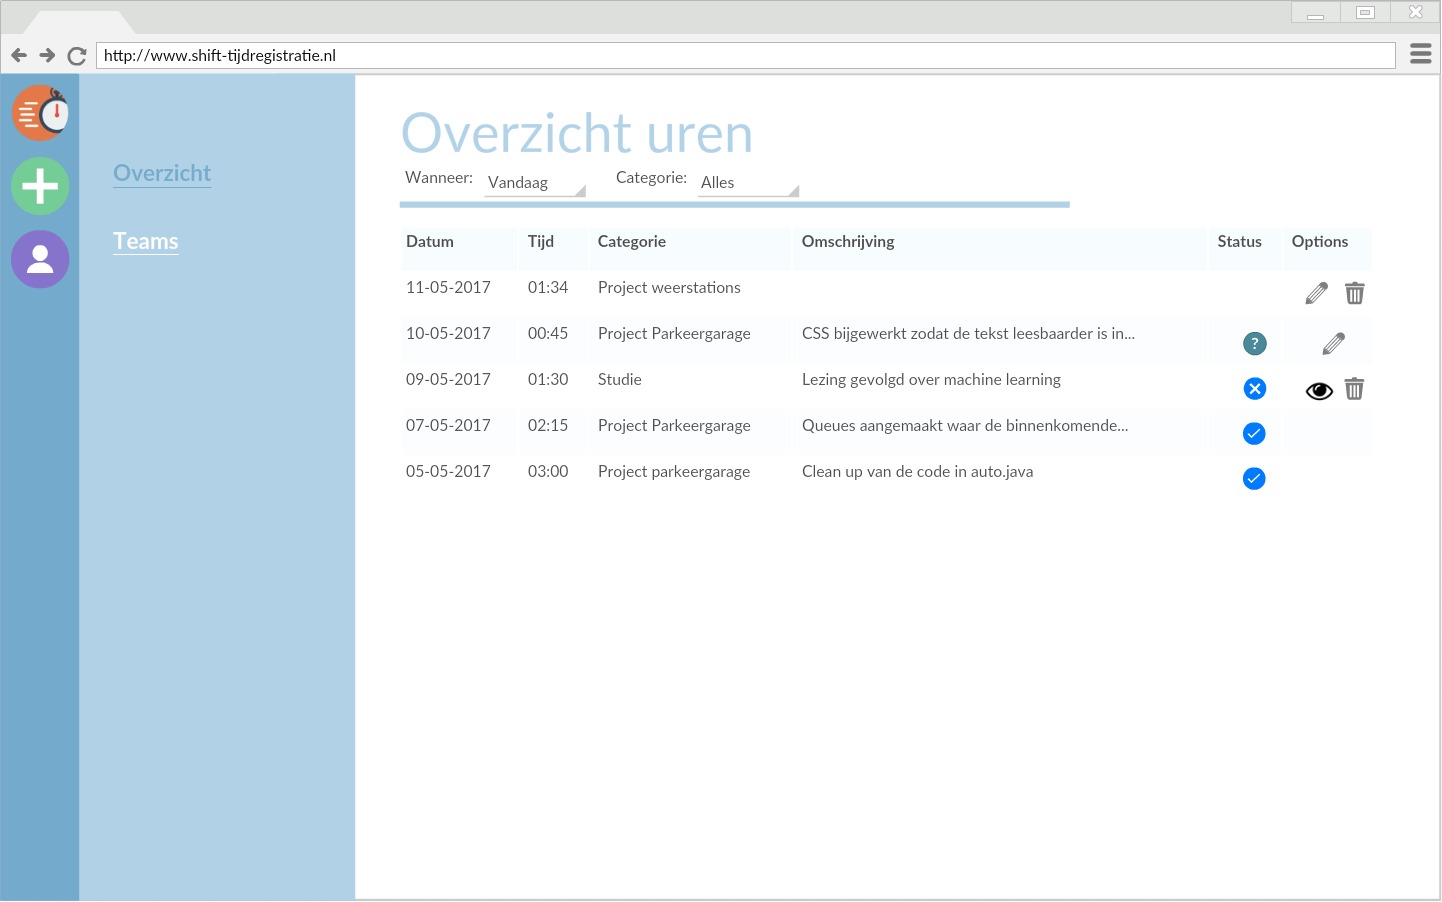 http://www.shift-tijdregistratie.nl
Overzicht
Teams
Overzicht uren
Wanneer: Vandaag Categorie: Alles
Datum Tijd Categorie Omschrijving Status Options
11-05-2017 01:34 Project weerstations
10-05-2017 00:45 Project Parkeergarage CSS bijgewerkt zodat de tekst leesbaarder is in... ?
09-05-2017 01:30 Studie Lezing gevolgd over machine learning
07-05-2017 02:15 Project Parkeergarage Queues aangemaakt waar de binnenkomende...
05-05-2017 03:00 Project parkeergarage Clean up van de code in auto.java